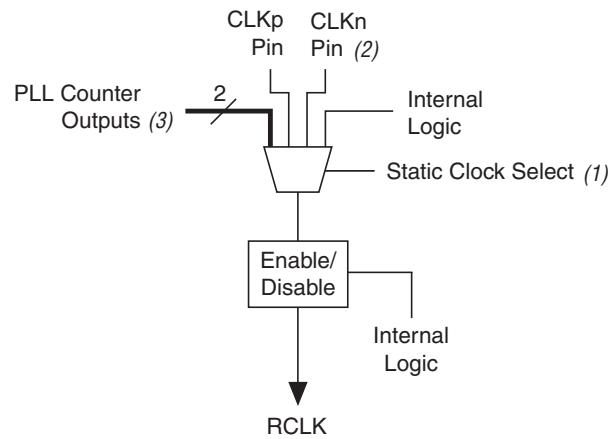 CLKp
Pin
CLKn
Pin (2)
PLL Counter
Outputs (3)
2
Internal
Logic
Static Clock Select (1)
Enable/
Disable
Internal
Logic
RCLK